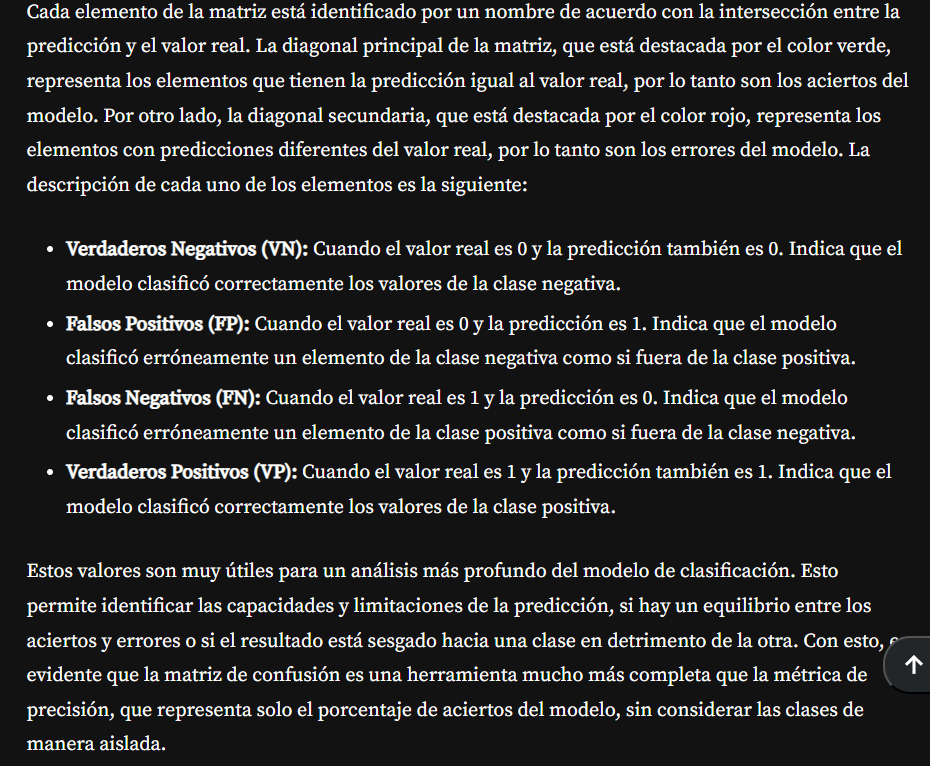 Cada elemento de la matriz está identificado por un nombre de acuerdo con la intersección entre la
predicción y el valor real. La diagonal principal de la matriz, que está destacada por el color verde,
representa los elementos que tienen la predicción igual al valor real, por lo tanto son los aciertos del
modelo. Por otro lado, la diagonal secundaria, que está destacada por el color rojo, representa los
elementos con predicciones diferentes del valor real, por lo tanto son los errores del modelo. La
descripción de cada uno de los elementos es la siguiente:
• Verdaderos Negativos (VN): Cuando el valor real es 0 y la predicción también es 0. Indica que el
modelo clasificó correctamente los valores de la clase negativa.
• Falsos Positivos (FP): Cuando el valor real es 0 y la predicción es 1. Indica que el modelo
clasificó erróneamente un elemento de la clase negativa como si fuera de la clase positiva.
• Falsos Negativos (FN): Cuando el valor real es 1 y la predicción es 0. Indica que el modelo
clasificó erróneamente un elemento de la clase positiva como si fuera de la clase negativa.
• Verdaderos Positivos (VP): Cuando el valor real es 1 y la predicción también es 1. Indica que el
modelo clasificó correctamente los valores de la clase positiva.
Estos valores son muy útiles para un análisis más profundo del modelo de clasificación. Esto
permite identificar las capacidades y limitaciones de la predicción, si hay un equilibrio entre los
aciertos y errores o si el resultado está sesgado hacia una clase en detrimento de la otra. Con esto,
evidente que la matriz de confusión es una herramienta mucho más completa que la métrica de
precisión, que representa solo el porcentaje de aciertos del modelo, sin considerar las clases de
manera aislada.